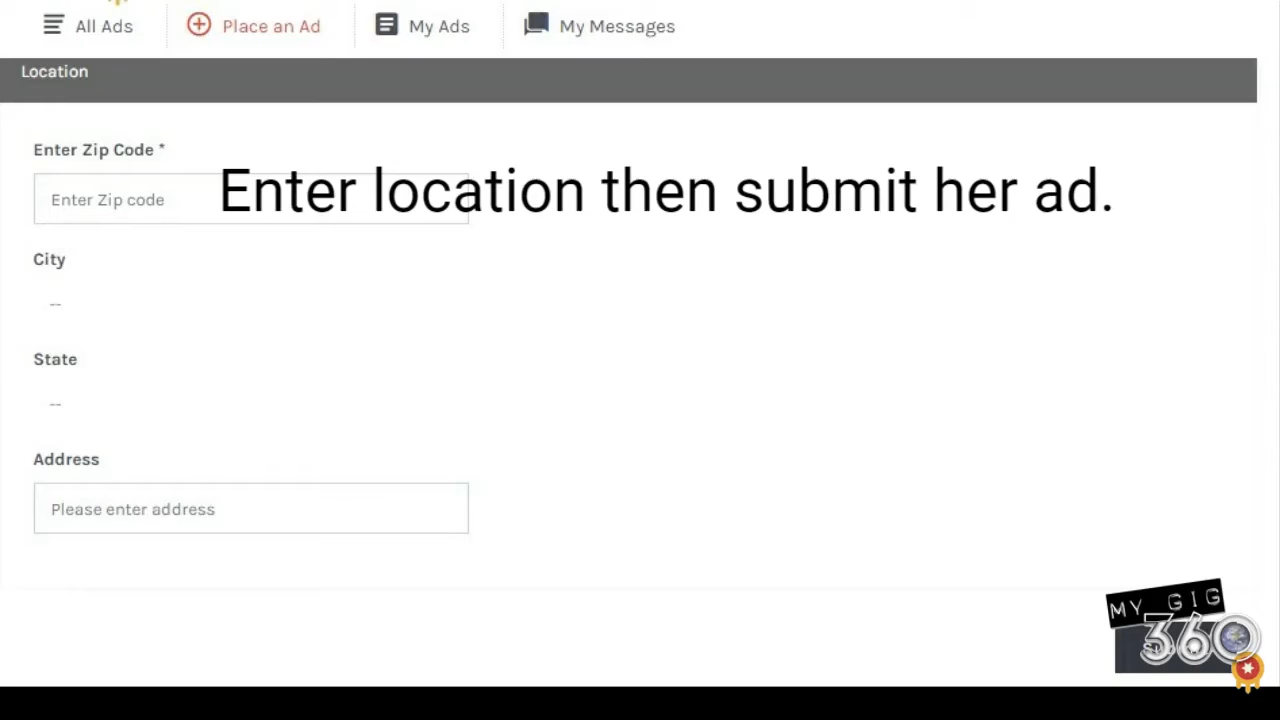 All Ads
Place an Ad
My Ads
My Messages
Location
Enter Zip Code *
Enter Zip code
Enter location then submit her ad.
City
--
State
--
Address
Please enter address
MY GIG
360